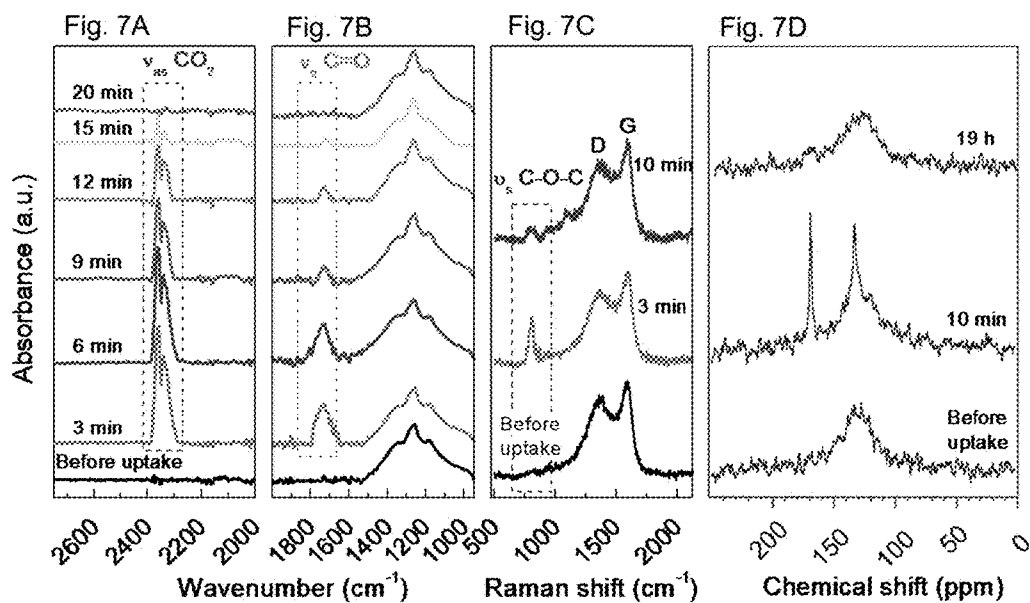 Fig. 7A
Fig. 7B
Fig. 7C
Fig. 7D
νas CO2
νs C=O
20 min
15 min
12 min
9 min
6 min
3 min
Before uptake
D
G
10 min
υs C-O-C
3 min
Before
uptake
19 h
10 min
Before
uptake
Absorbance (a.u.)
2600 2400 2200 2000
1800 1600 1400 1200 1000
500 1000 1500 2000
200 150 100 50 0
Wavenumber (cm-1)
Raman shift (cm-1)
Chemical shift (ppm)